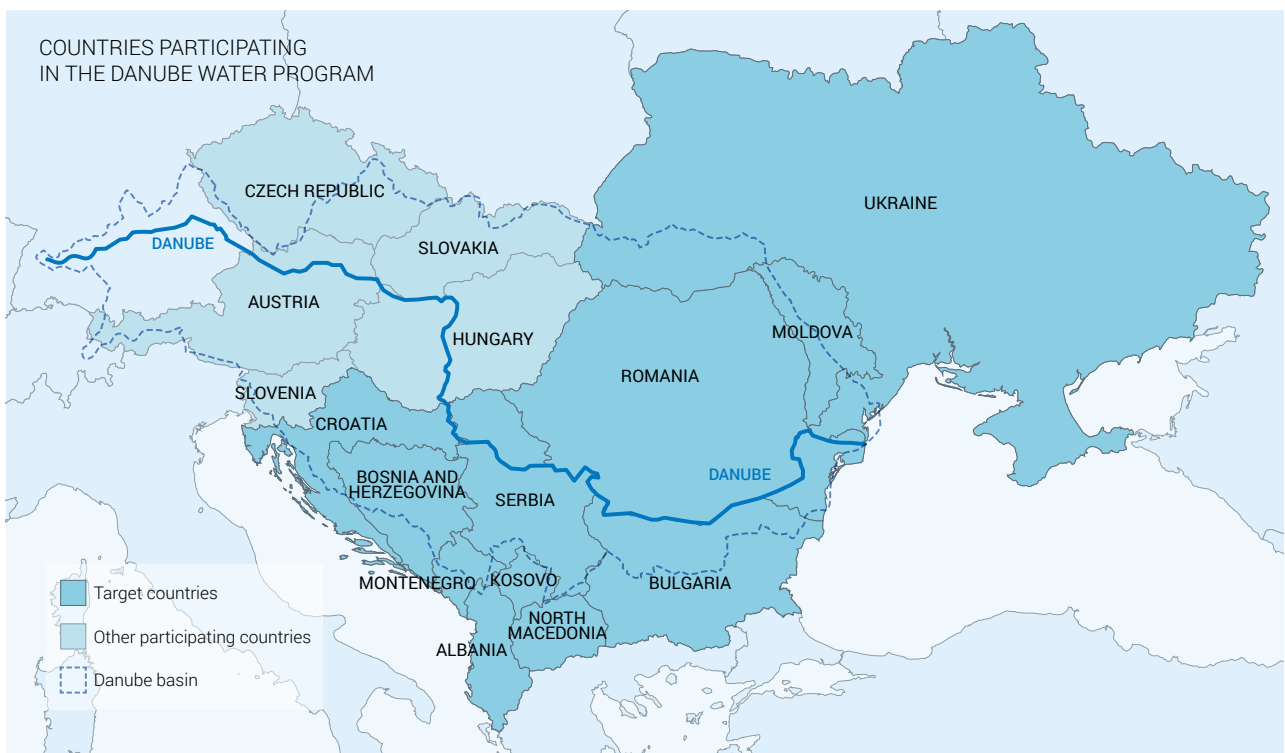 COUNTRIES PARTICIPATING
IN THE DANUBE WATER PROGRAM
CZECH REPUBLIC
UKRAINE
DANUBE
SLOVAKIA
AUSTRIA
HUNGARY
MOLDOVA
ROMANIA
SLOVENIA
CROATIA
BOSNIA AND
HERZEGOVINA
SERBIA
DANUBE
MONTENEGRO
KOSOVO
BULGARIA
NORTH
MACEDONIA
ALBANIA
Target countries
Other participating countries
Danube basin